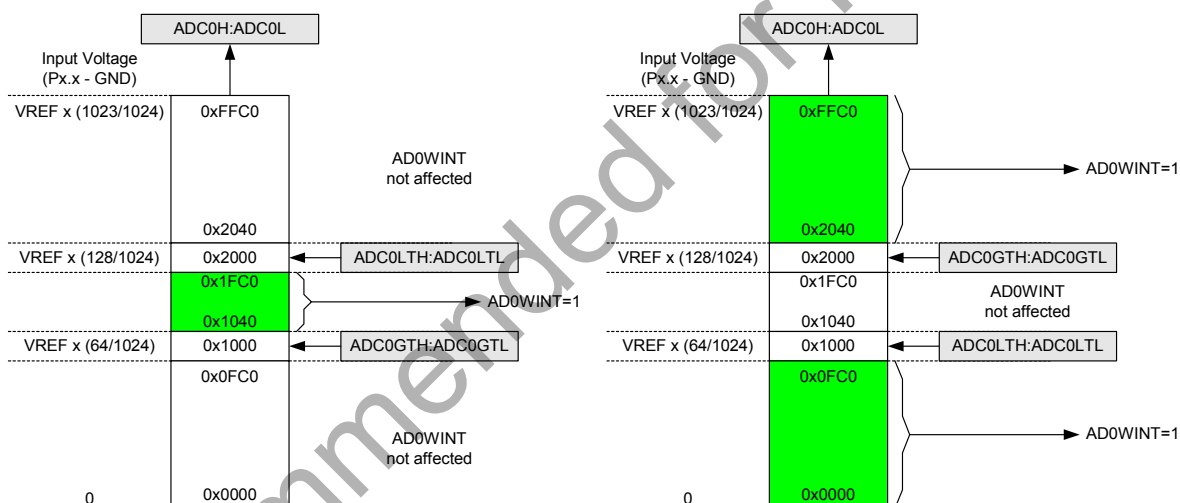 ADC0H:ADC0L
Input Voltage
(Px.x - GND)
VREF x (1023/1024)
0xFFC0
AD0WINT
not affected
0x2040
VREF x (128/1024)
0x2000
ADC0LTH:ADC0LTL
0x1FC0
AD0WINT=1
0x1040
VREF x (64/1024)
0x1000
ADC0GTH:ADC0GTL
0x0FC0
AD0WINT
not affected
0
0x0000
ADC0H:ADC0L
Input Voltage
(Px.x - GND)
VREF x (1023/1024)
0xFFC0
AD0WINT=1
0x2040
VREF x (128/1024)
0x2000
ADC0GTH:ADC0GTL
0x1FC0
AD0WINT
not affected
0x1040
VREF x (64/1024)
0x1000
ADC0LTH:ADC0LTL
0x0FC0
AD0WINT=1
0
0x0000
mmended for